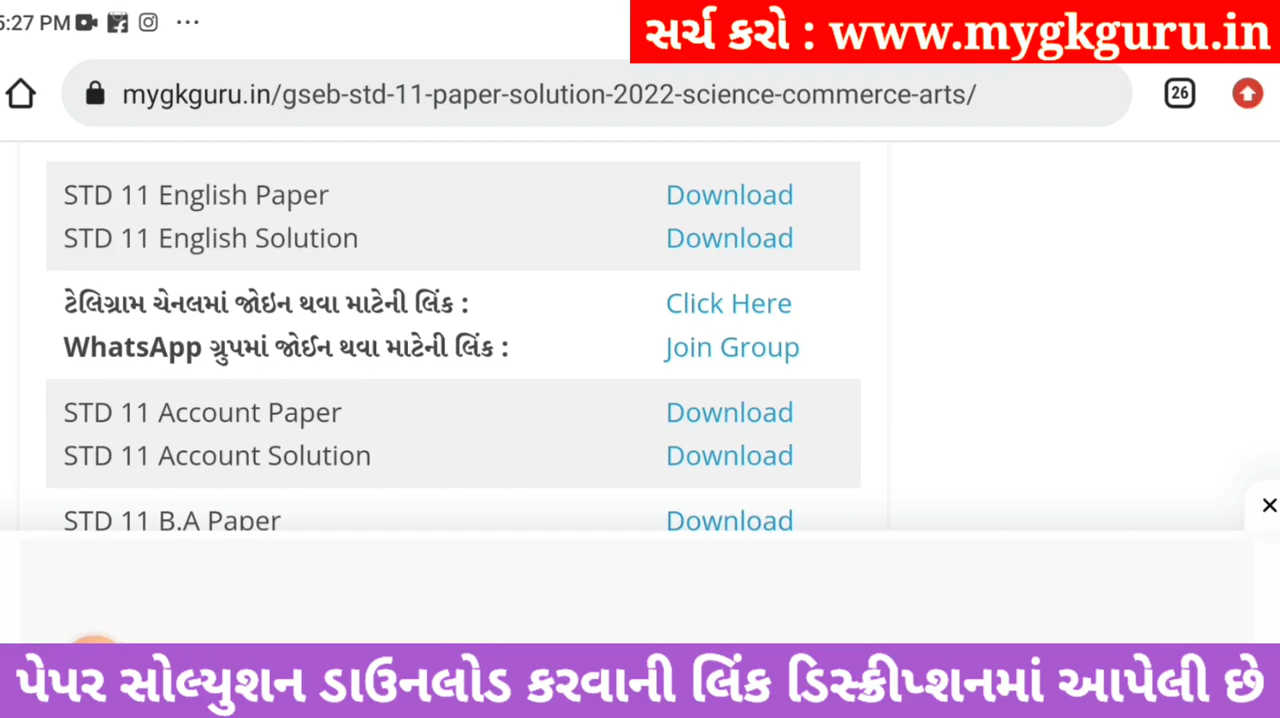 5:27 PM
સર્ચ કરો : www.mygkguru.in
mygkguru.in/gseb-std-11-paper-solution-2022-science-commerce-arts/
26
STD 11 English Paper Download
STD 11 English Solution Download
ટેલિગ્રામ ચેનલમાં જોઇન થવા માટેની લિંક : Click Here
WhatsApp ગ્રુપમાં જોઈન થવા માટેની લિંક : Join Group
STD 11 Account Paper Download
STD 11 Account Solution Download
STD 11 B.A Paper Download
પેપર સોલ્યુશન ડાઉનલોડ કરવાની લિંક ડિસ્ક્રીપ્શનમાં આપેલી છે